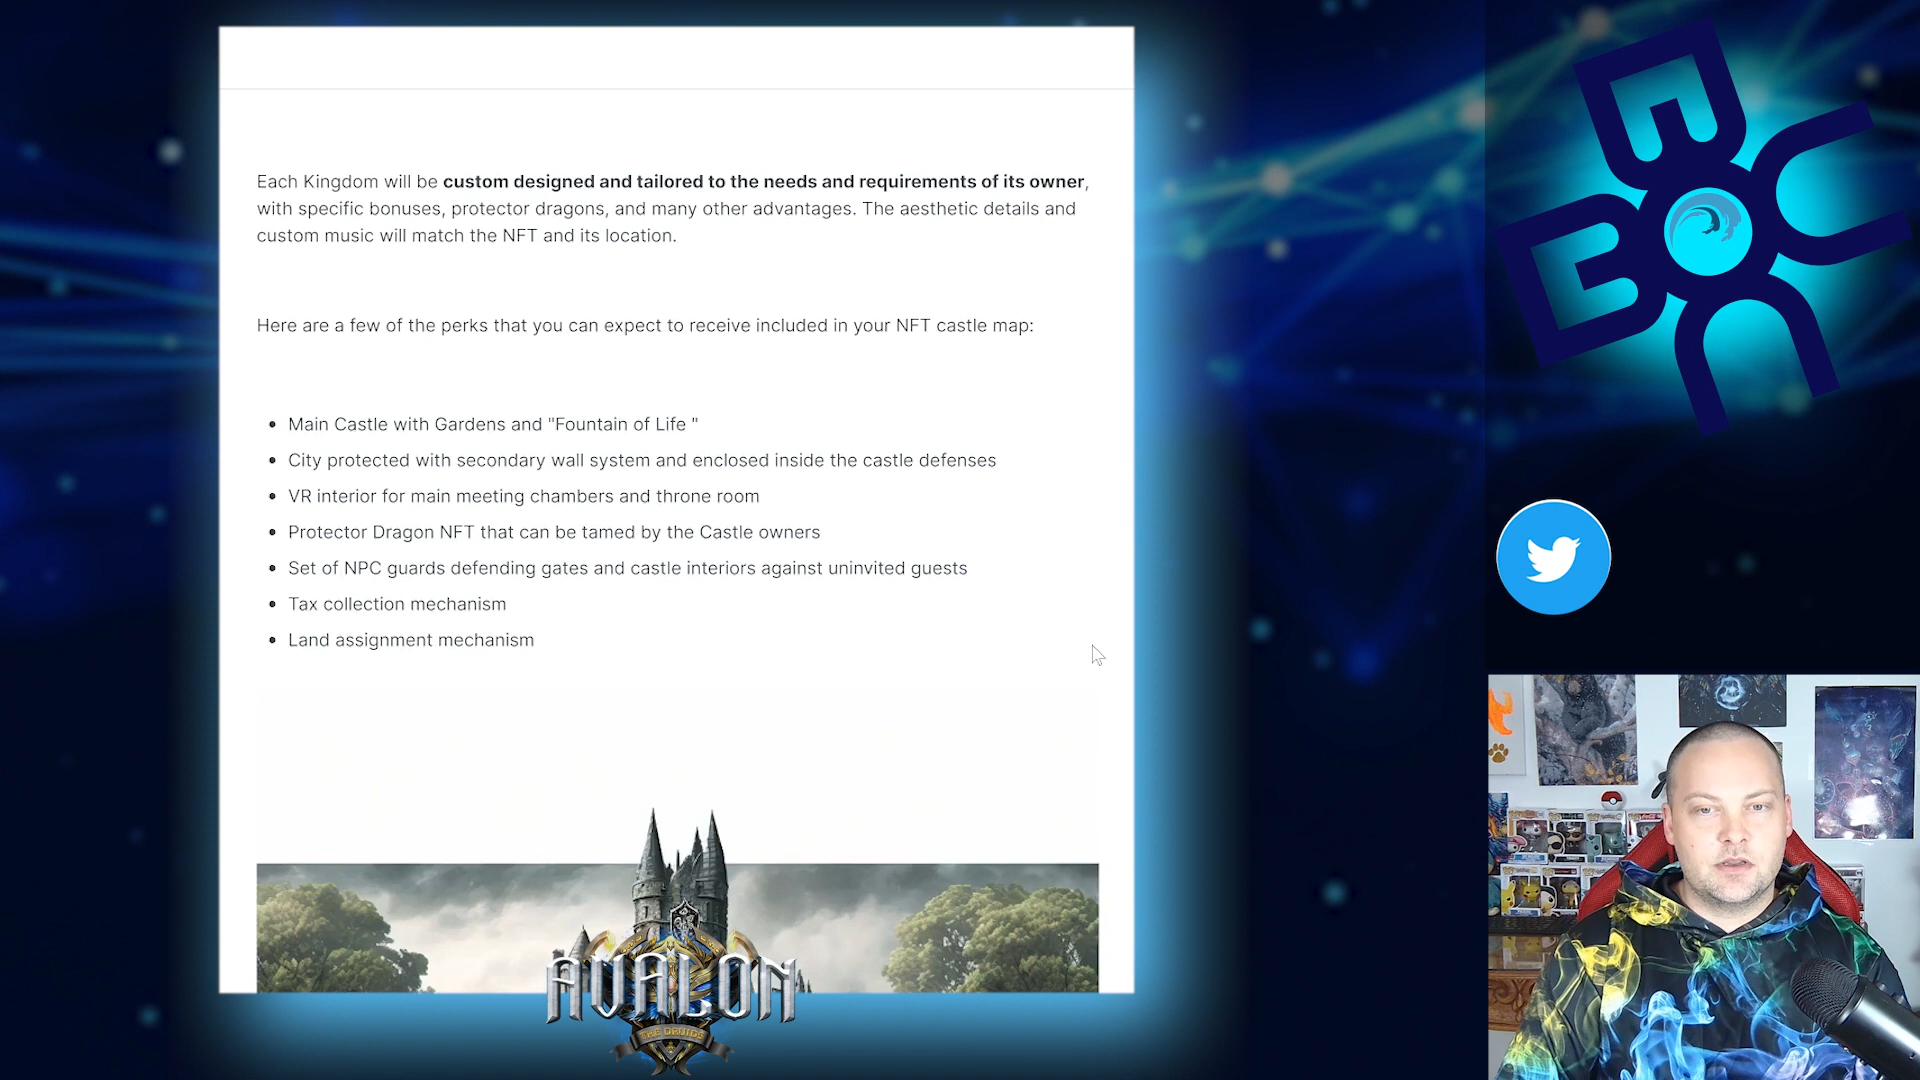 Each Kingdom will be custom designed and tailored to the needs and requirements of its owner,
with specific bonuses, protector dragons, and many other advantages. The aesthetic details and
custom music will match the NFT and its location.
Here are a few of the perks that you can expect to receive included in your NFT castle map:
• Main Castle with Gardens and "Fountain of Life "
• City protected with secondary wall system and enclosed inside the castle defenses
• VR interior for main meeting chambers and throne room
• Protector Dragon NFT that can be tamed by the Castle owners
• Set of NPC guards defending gates and castle interiors against uninvited guests
• Tax collection mechanism
• Land assignment mechanism
AVALON
THE DRUIDS